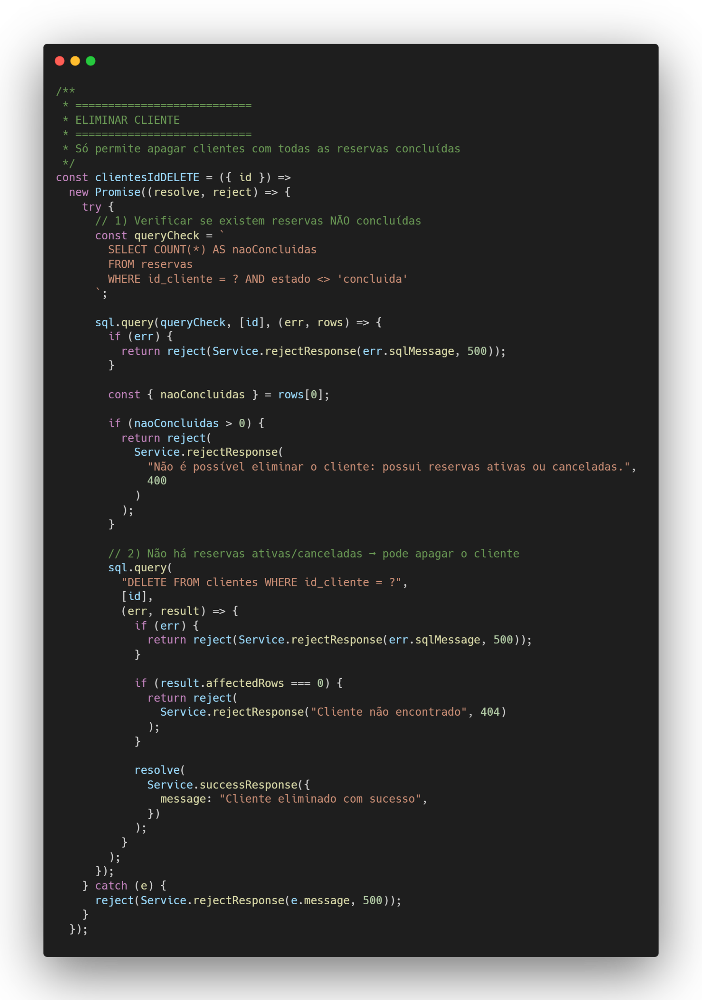 /**
 * ===========================
 * ELIMINAR CLIENTE
 * ===========================
 * Só permite apagar clientes com todas as reservas concluídas
 */
const clientesIdDELETE = ({ id }) =>
  new Promise((resolve, reject) => {
    try {
      // 1) Verificar se existem reservas NÃO concluídas
      const queryCheck = `
        SELECT COUNT(*) AS naoConcluidas
        FROM reservas
        WHERE id_cliente = ? AND estado <> 'concluida'
      `;

      sql.query(queryCheck, [id], (err, rows) => {
        if (err) {
          return reject(Service.rejectResponse(err.sqlMessage, 500));
        }

        const { naoConcluidas } = rows[0];

        if (naoConcluidas > 0) {
          return reject(
            Service.rejectResponse(
              "Não é possível eliminar o cliente: possui reservas ativas ou canceladas.",
              400
            )
          );
        }

        // 2) Não há reservas ativas/canceladas → pode apagar o cliente
        sql.query(
          "DELETE FROM clientes WHERE id_cliente = ?",
          [id],
          (err, result) => {
            if (err) {
              return reject(Service.rejectResponse(err.sqlMessage, 500));
            }

            if (result.affectedRows === 0) {
              return reject(
                Service.rejectResponse("Cliente não encontrado", 404)
              );
            }

            resolve(
              Service.successResponse({
                message: "Cliente eliminado com sucesso",
              })
            );
          }
        );
      });
    } catch (e) {
      reject(Service.rejectResponse(e.message, 500));
    }
  });